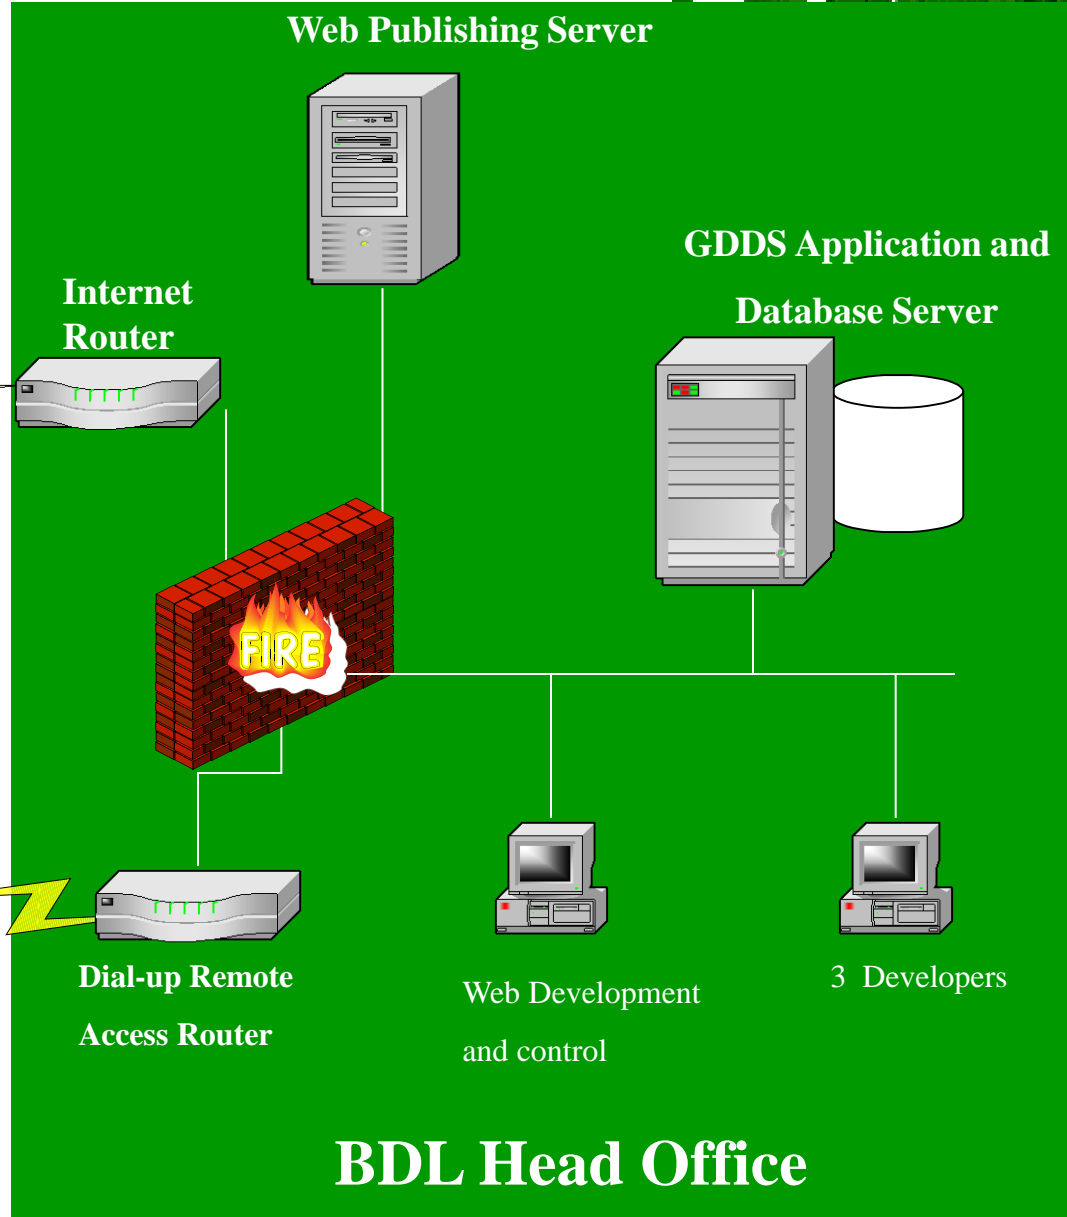 Web Publishing Server
GDDS Application and
Database Server
Internet
Router
FIRE
Dial-up Remote
Access Router
Web Development
and control
3 Developers
BDL Head Office